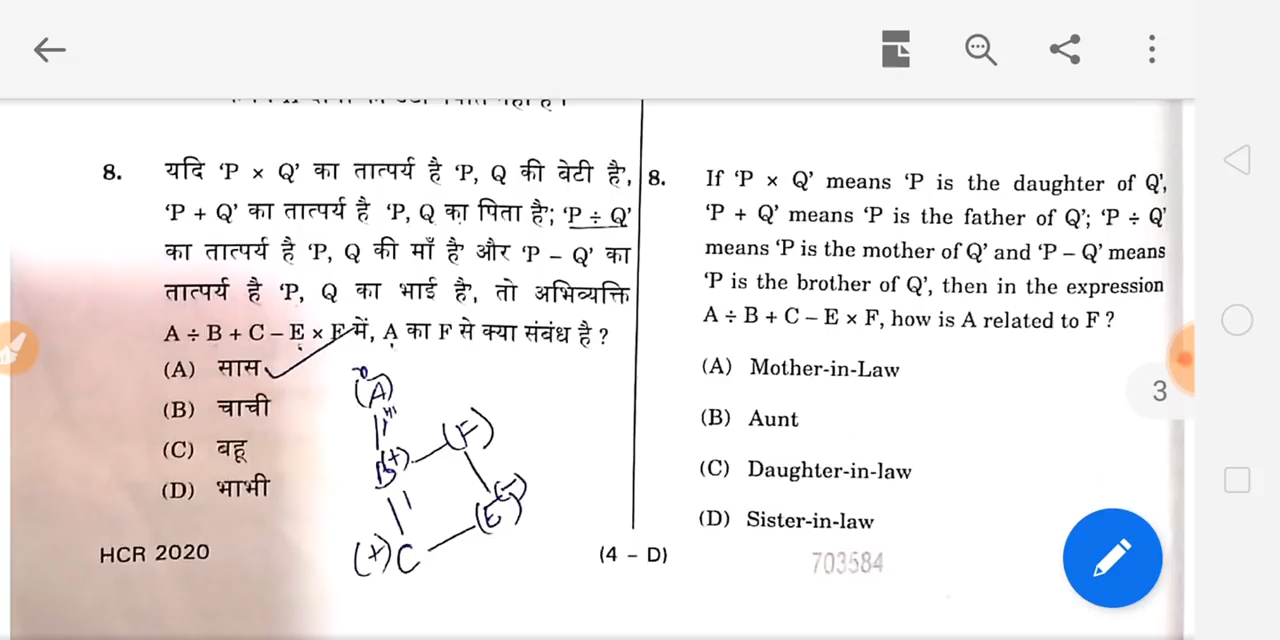 8. यदि ‘P × Q’ का तात्पर्य है ‘P, Q की बेटी है’,
‘P + Q’ का तात्पर्य है ‘P, Q का पिता है’; ‘P ÷ Q’
का तात्पर्य है ‘P, Q की माँ है’ और ‘P – Q’ का
तात्पर्य है ‘P, Q का भाई है’, तो अभिव्यक्ति
A ÷ B + C – E × F में, A का F से क्या संबंध है ?
(A) सास
(B) चाची
(C) बहू
(D) भाभी
(A)
B(+)
(F)
(E)(-)
(+)C
HCR 2020
(4 – D)
8. If ‘P × Q’ means ‘P is the daughter of Q’,
‘P + Q’ means ‘P is the father of Q’; ‘P ÷ Q’
means ‘P is the mother of Q’ and ‘P – Q’ means
‘P is the brother of Q’, then in the expression
A ÷ B + C – E × F, how is A related to F ?
(A) Mother-in-Law
(B) Aunt
(C) Daughter-in-law
(D) Sister-in-law
703584
3